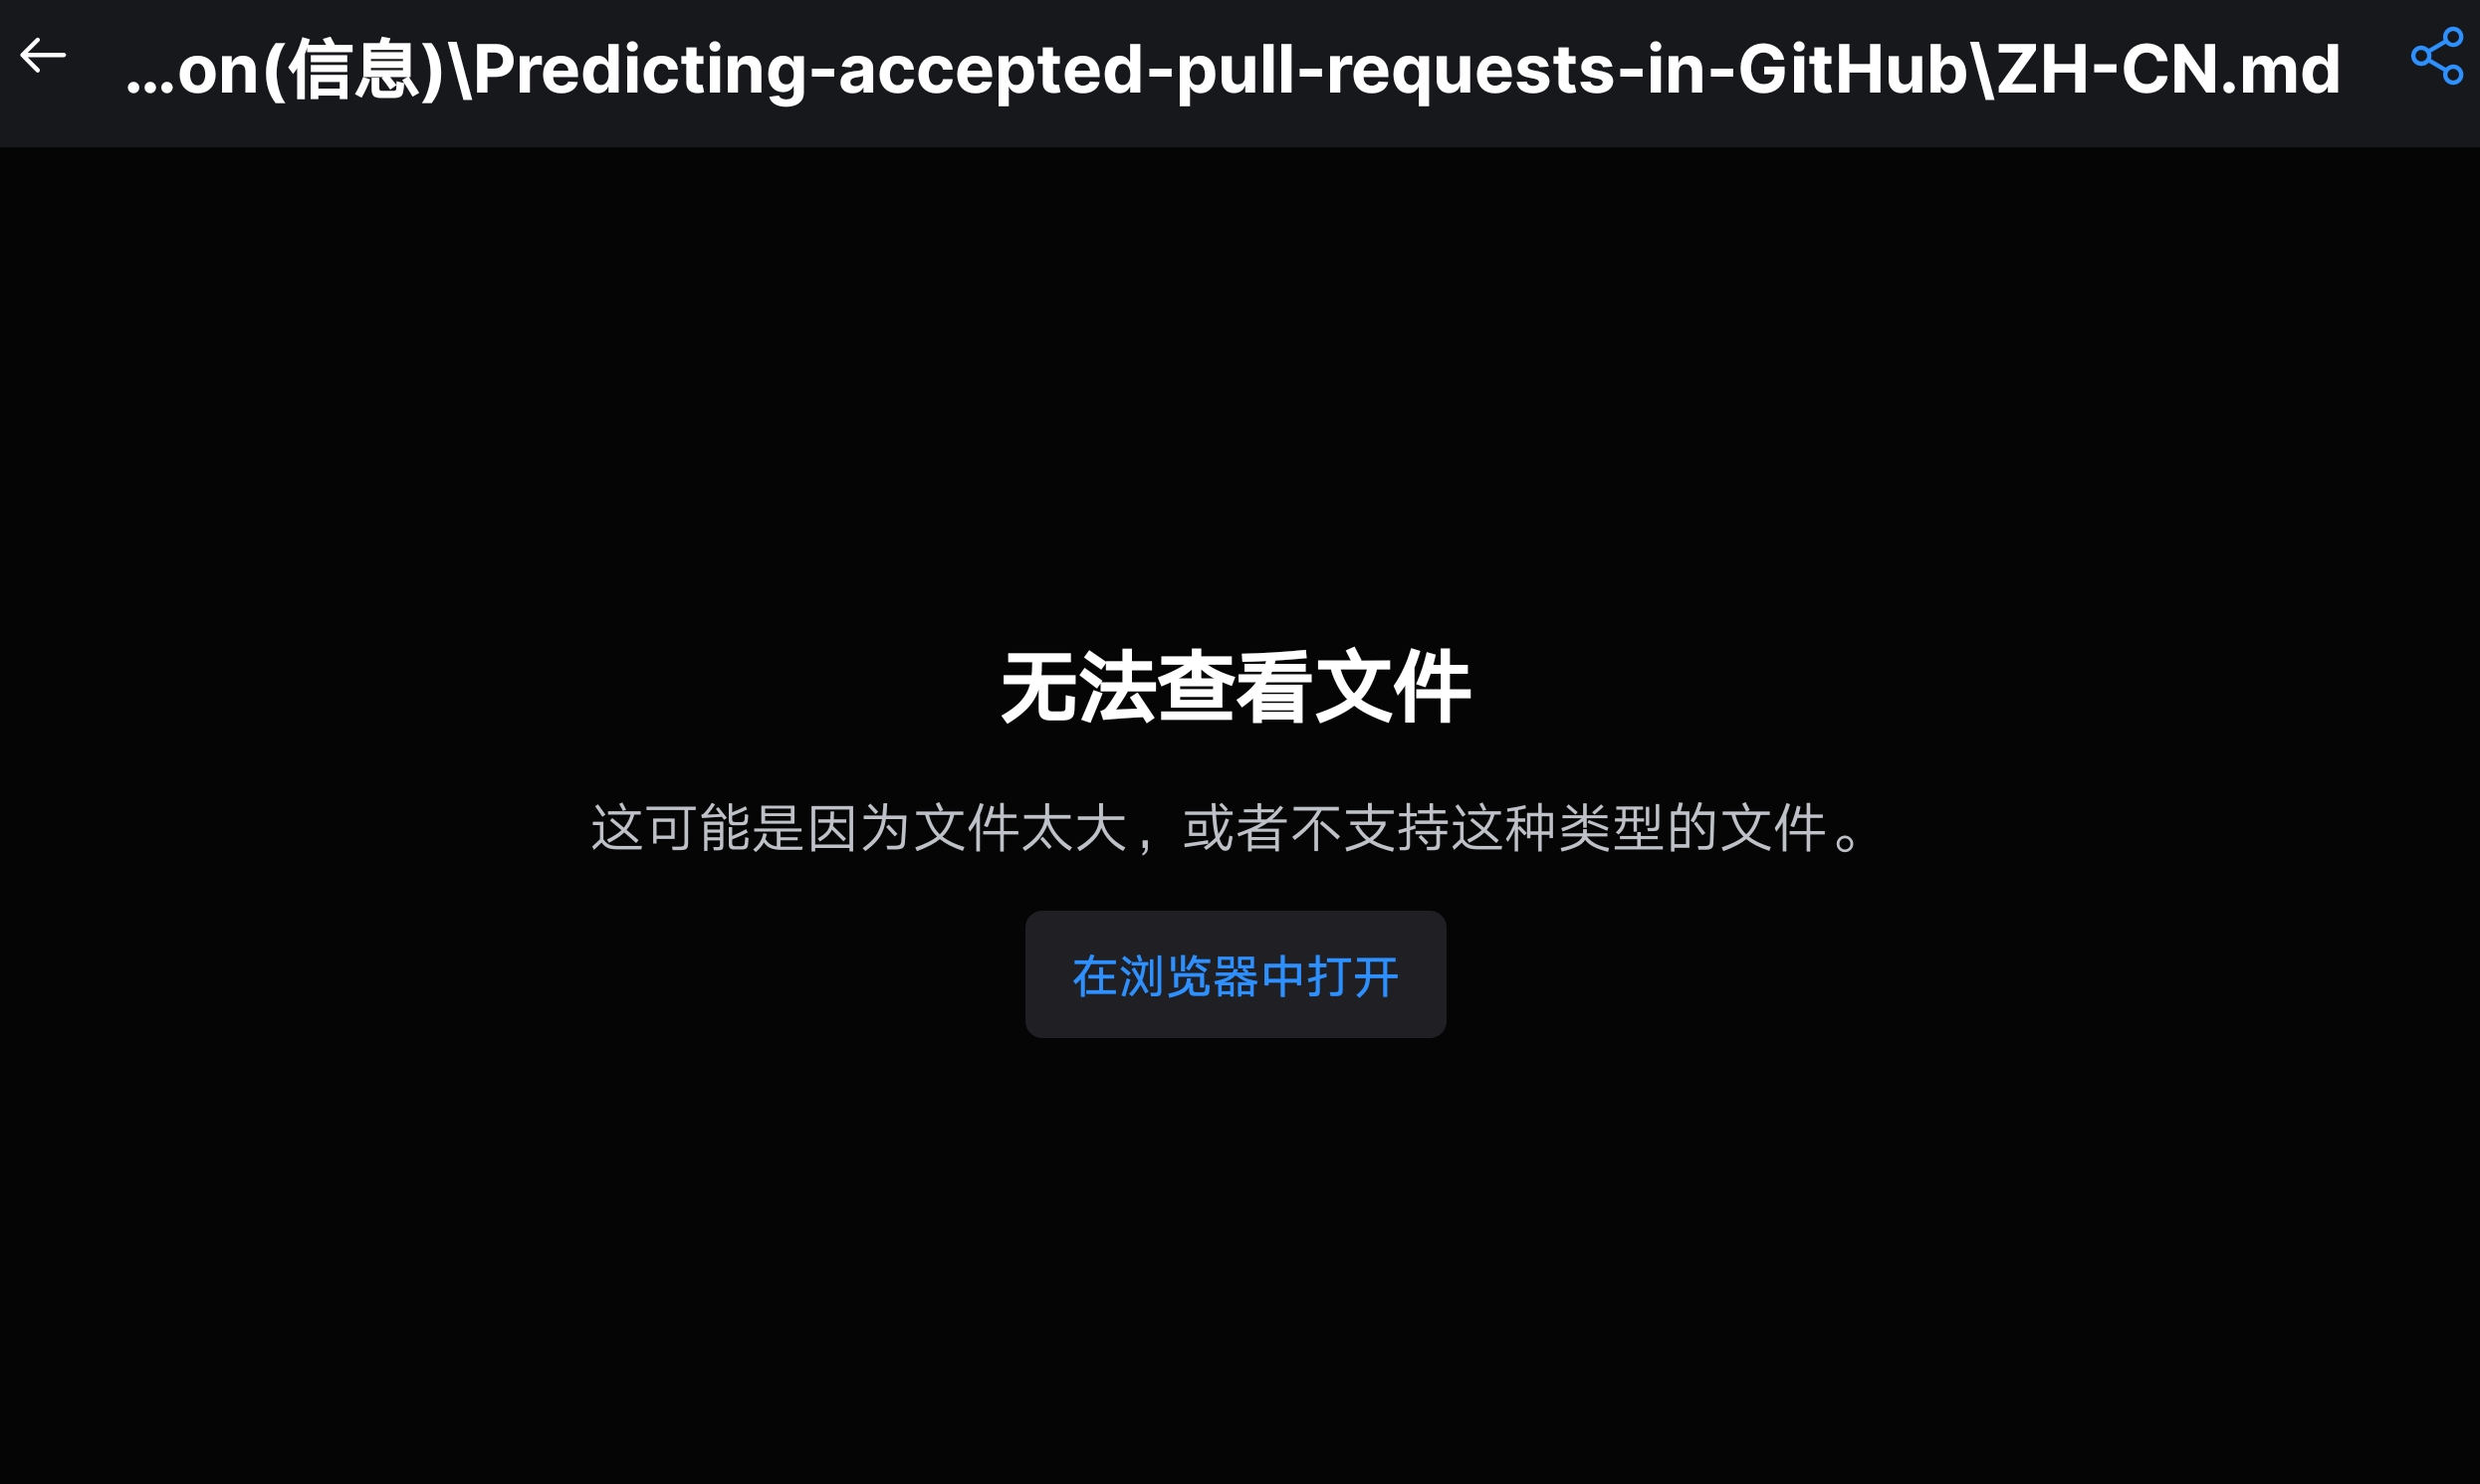 ...on(信息)\Predicting-accepted-pull-requests-in-GitHub\ZH-CN.md
无法查看文件
这可能是因为文件太大，或者不支持这种类型的文件。
在浏览器中打开